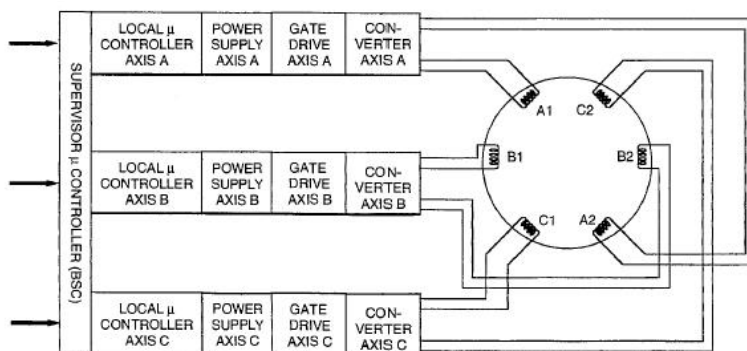 SUPERVISOR μ CONTROLLER (BSC)
LOCAL μ
CONTROLLER
AXIS A
POWER
SUPPLY
AXIS A
GATE
DRIVE
AXIS A
CON-
VERTER
AXIS A
A1
C2
B1
B2
C1
A2
LOCAL μ
CONTROLLER
AXIS B
POWER
SUPPLY
AXIS B
GATE
DRIVE
AXIS B
CON-
VERTER
AXIS B
LOCAL μ
CONTROLLER
AXIS C
POWER
SUPPLY
AXIS C
GATE
DRIVE
AXIS C
CON-
VERTER
AXIS C